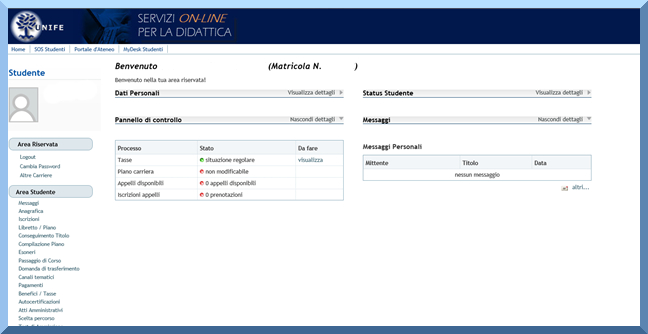 UNIFE
SERVIZI ON-LINE
PER LA DIDATTICA
Home SOS Studenti Portale d'Ateneo MyDesk Studenti
Studente
Area Riservata
Logout
Cambia Password
Altre Carriere
Area Studente
Messaggi
Anagrafica
Iscrizioni
Libretto / Piano
Conseguimento Titolo
Compilazione Piano
Esoneri
Passaggio di Corso
Domanda di trasferimento
Canali tematici
Pagamenti
Benefici / Tasse
Autocertificazioni
Atti Amministrativi
Scelta percorso
Benvenuto (Matricola N. )
Benvenuto nella tua area riservata!
Dati Personali Visualizza dettagli
Status Studente Visualizza dettagli
Pannello di controllo Nascondi dettagli
Processo Stato Da fare
Tasse situazione regolare visualizza
Piano carriera non modificabile
Appelli disponibili 0 appelli disponibili
Iscrizioni appelli 0 prenotazioni
Messaggi Nascondi dettagli
Messaggi Personali
Mittente Titolo Data
nessun messaggio
altri...